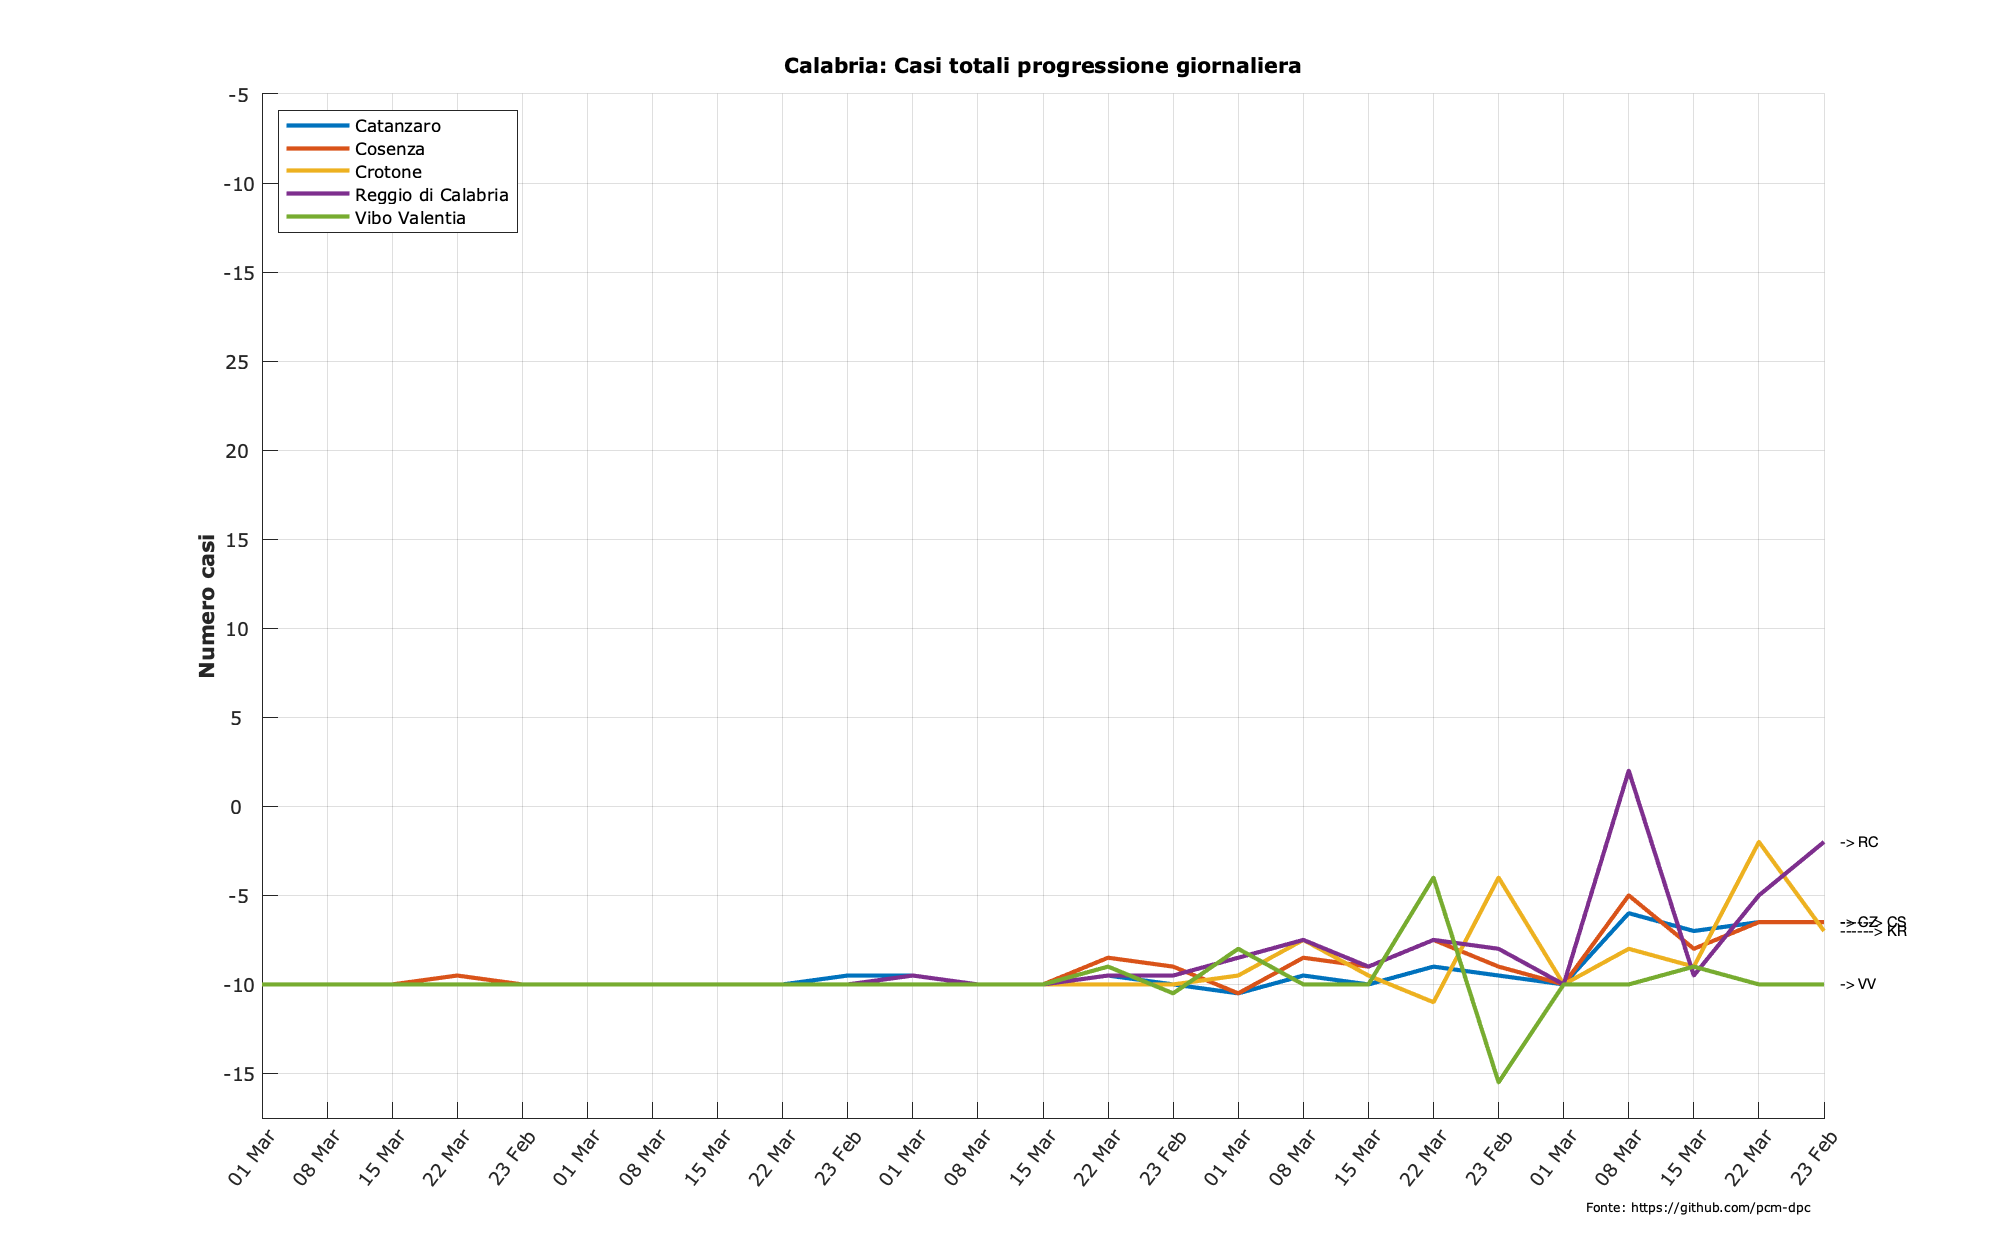 Calabria: Casi totali progressione giornaliera
Numero casi
-5
-10
-15
25
20
15
10
5
0
-5
-10
-15
Catanzaro
Cosenza
Crotone
Reggio di Calabria
Vibo Valentia
-> RC
-> CZ
-----> CS
------> KR
-> VV
01 Mar
08 Mar
15 Mar
22 Mar
23 Feb
01 Mar
08 Mar
15 Mar
22 Mar
23 Feb
01 Mar
08 Mar
15 Mar
22 Mar
23 Feb
01 Mar
08 Mar
15 Mar
22 Mar
23 Feb
01 Mar
08 Mar
15 Mar
22 Mar
23 Feb
Fonte: https://github.com/pcm-dpc